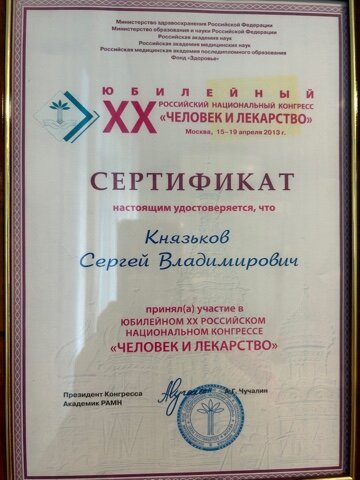 Министерство здравоохранения Российской Федерации
Министерство образования и науки Российской Федерации
Российская академия наук
Российская академия медицинских наук
Российская медицинская академия последипломного образования
Фонд «Здоровье»
ЮБИЛЕЙНЫЙ
XX РОССИЙСКИЙ НАЦИОНАЛЬНЫЙ КОНГРЕСС
«ЧЕЛОВЕК И ЛЕКАРСТВО»
Москва, 15–19 апреля 2013 г.
СЕРТИФИКАТ
настоящим удостоверяется, что
Князьков
Сергей Владимирович
принял(а) участие в
ЮБИЛЕЙНОМ XX РОССИЙСКОМ
НАЦИОНАЛЬНОМ КОНГРЕССЕ
«ЧЕЛОВЕК И ЛЕКАРСТВО»
Президент Конгресса
Академик РАМН
А.Г. Чучалин